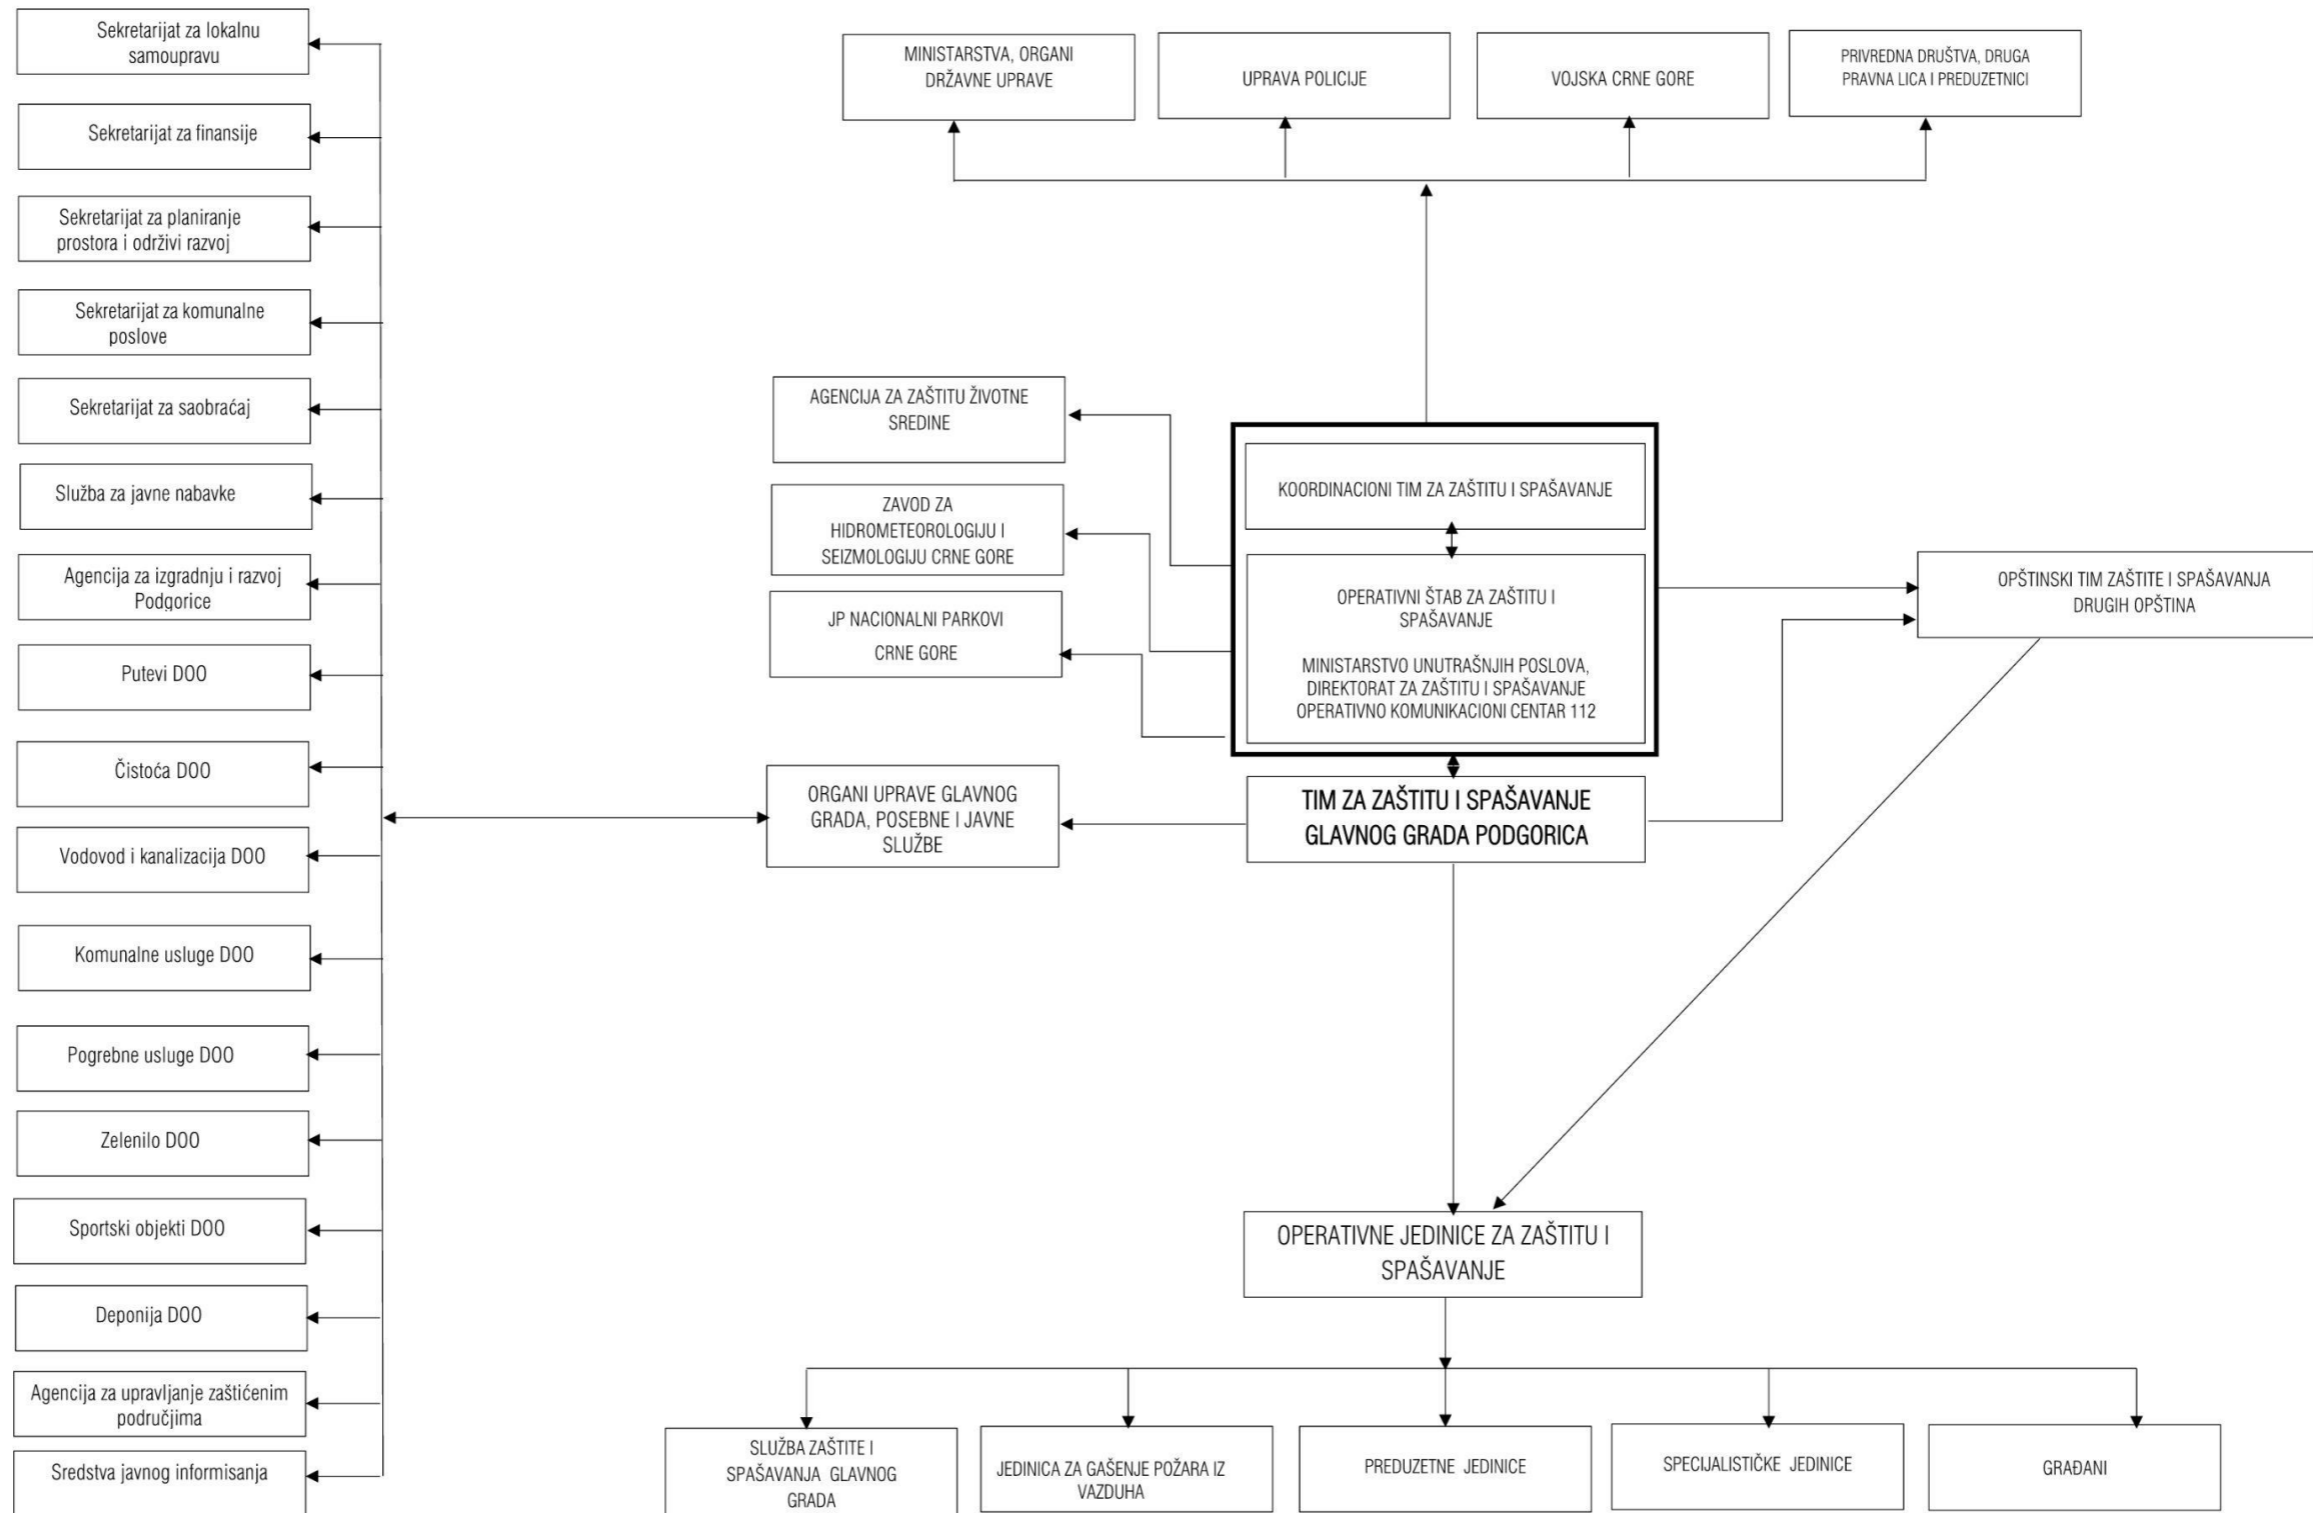 Sekretarijat za lokalnu
samoupravu
Sekretarijat za finansije
Sekretarijat za planiranje
prostora i održivi razvoj
Sekretarijat za komunalne
poslove
Sekretarijat za saobraćaj
Služba za javne nabavke
Agencija za izgradnju i razvoj
Podgorice
Putevi DOO
Čistoća DOO
Vodovod i kanalizacija DOO
Komunalne usluge DOO
Pogrebne usluge DOO
Zelenilo DOO
Sportski objekti DOO
Deponija DOO
Agencija za upravljanje zaštićenim
područjima
Sredstva javnog informisanja
MINISTARSTVA, ORGANI
DRŽAVNE UPRAVE
UPRAVA POLICIJE
VOJSKA CRNE GORE
PRIVREDNA DRUŠTVA, DRUGA
PRAVNA LICA I PREDUZETNICI
AGENCIJA ZA ZAŠTITU ŽIVOTNE
SREDINE
ZAVOD ZA
HIDROMETEOROLOGIJU I
SEIZMOLOGIJU CRNE GORE
JP NACIONALNI PARKOVI
CRNE GORE
ORGANI UPRAVE GLAVNOG
GRADA, POSEBNE I JAVNE
SLUŽBE
KOORDINACIONI TIM ZA ZAŠTITU I SPAŠAVANJE
OPERATIVNI ŠTAB ZA ZAŠTITU I
SPAŠAVANJE
MINISTARSTVO UNUTRAŠNJIH POSLOVA,
DIREKTORAT ZA ZAŠTITU I SPAŠAVANJE
OPERATIVNO KOMUNIKACIONI CENTAR 112
TIM ZA ZAŠTITU I SPAŠAVANJE
GLAVNOG GRADA PODGORICA
OPŠTINSKI TIM ZAŠTITE I SPAŠAVANJA
DRUGIH OPŠTINA
OPERATIVNE JEDINICE ZA ZAŠTITU I
SPAŠAVANJE
SLUŽBA ZAŠTITE I
SPAŠAVANJA GLAVNOG
GRADA
JEDINICA ZA GAŠENJE POŽARA IZ
VAZDUHA
PREDUZETNE JEDINICE
SPECIJALISTIČKE JEDINICE
GRAĐANI